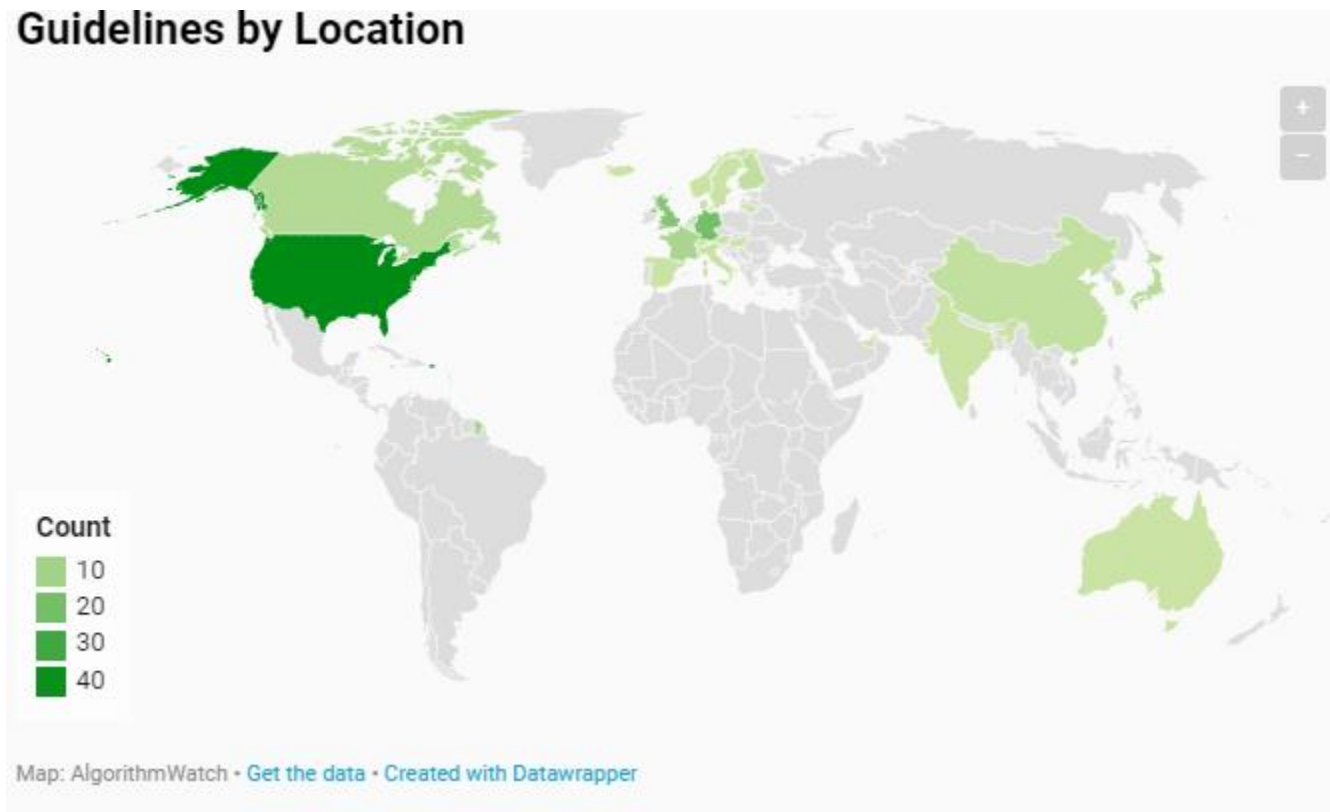 Guidelines by Location
+
−
Count
10
20
30
40
Map: AlgorithmWatch • Get the data • Created with Datawrapper